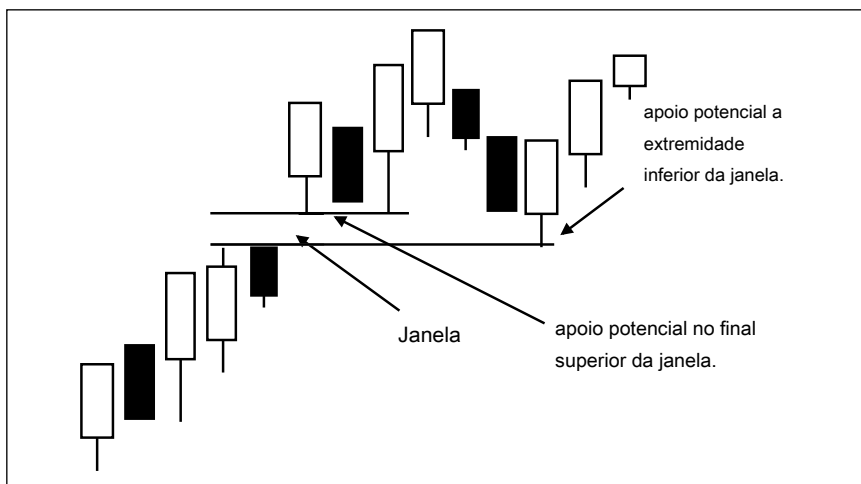 apoio potencial a
extremidade
inferior da janela.
Janela
apoio potencial no final
superior da janela.